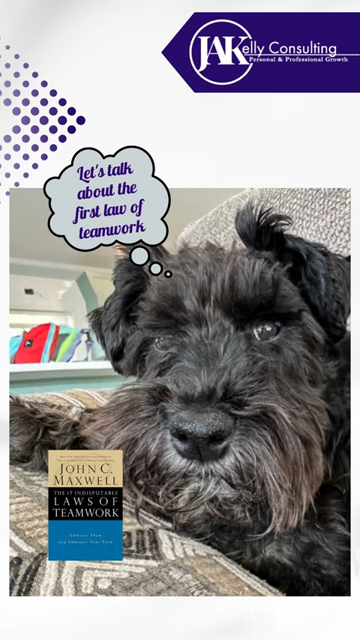 JAKelly Consulting
Personal & Professional Growth
Let's talk
about the
first law of
teamwork
JOHN C.
MAXWELL
THE 17 INDISPUTABLE
LAWS OF
TEAMWORK
Embrace Them
and Empower Your Team